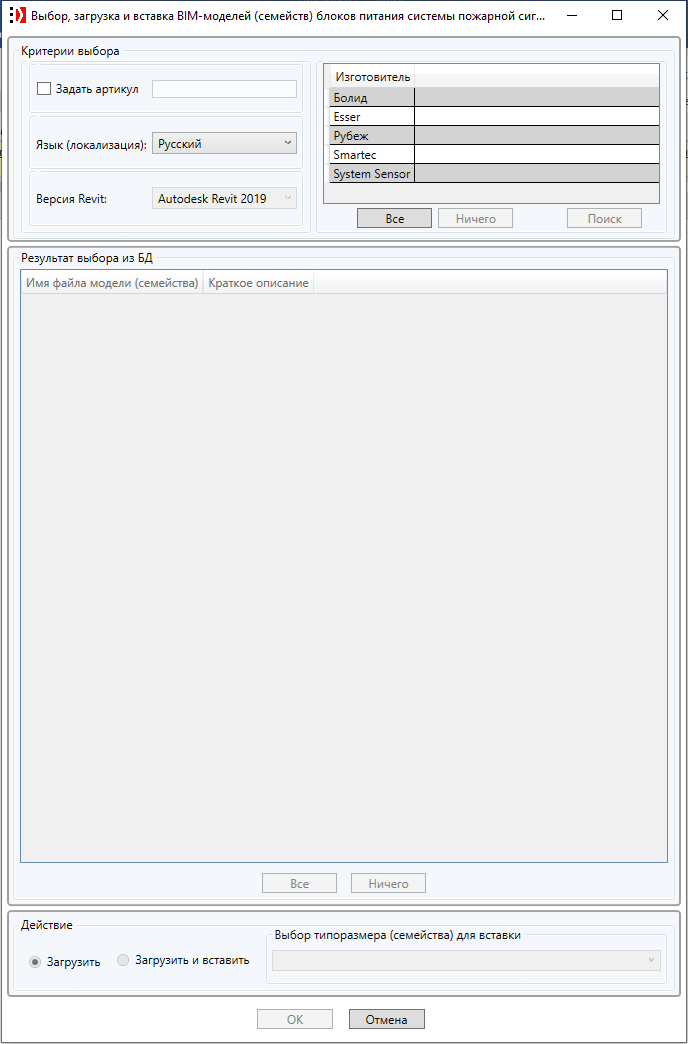 Выбор, загрузка и вставка BIM-моделей (семейств) блоков питания системы пожарной сиг...
Критерии выбора
Задать артикул
Язык (локализация): Русский
Версия Revit: Autodesk Revit 2019
Изготовитель
Болид
Esser
Рубеж
Smartec
System Sensor
Все Ничего Поиск
Результат выбора из БД
Имя файла модели (семейства) Краткое описание
Все Ничего
Действие
Загрузить Загрузить и вставить
Выбор типоразмера (семейства) для вставки
OK Отмена